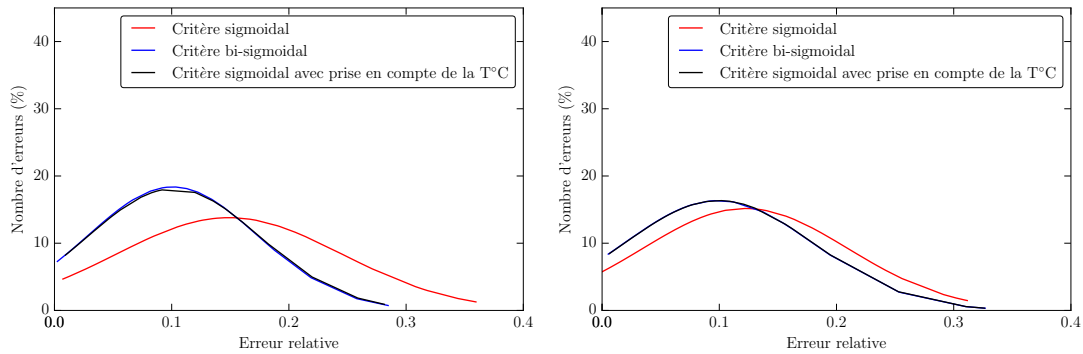 Nombre d'erreurs (%)
40
30
20
10
0
Critère sigmoidal
Critère bi-sigmoidal
Critère sigmoidal avec prise en compte de la T°C
0.0
0.1
0.2
0.3
0.4
Erreur relative
Nombre d'erreurs (%)
40
30
20
10
0
Critère sigmoidal
Critère bi-sigmoidal
Critère sigmoidal avec prise en compte de la T°C
0.0
0.1
0.2
0.3
0.4
Erreur relative